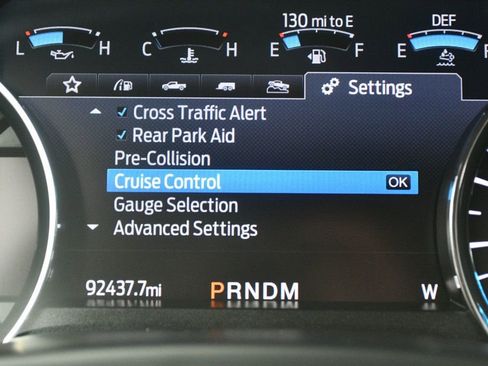 130 mi to E DEF
L H C H E F E F
Settings
Cross Traffic Alert
Rear Park Aid
Pre-Collision
Cruise Control OK
Gauge Selection
Advanced Settings
92437.7mi PRNDM W